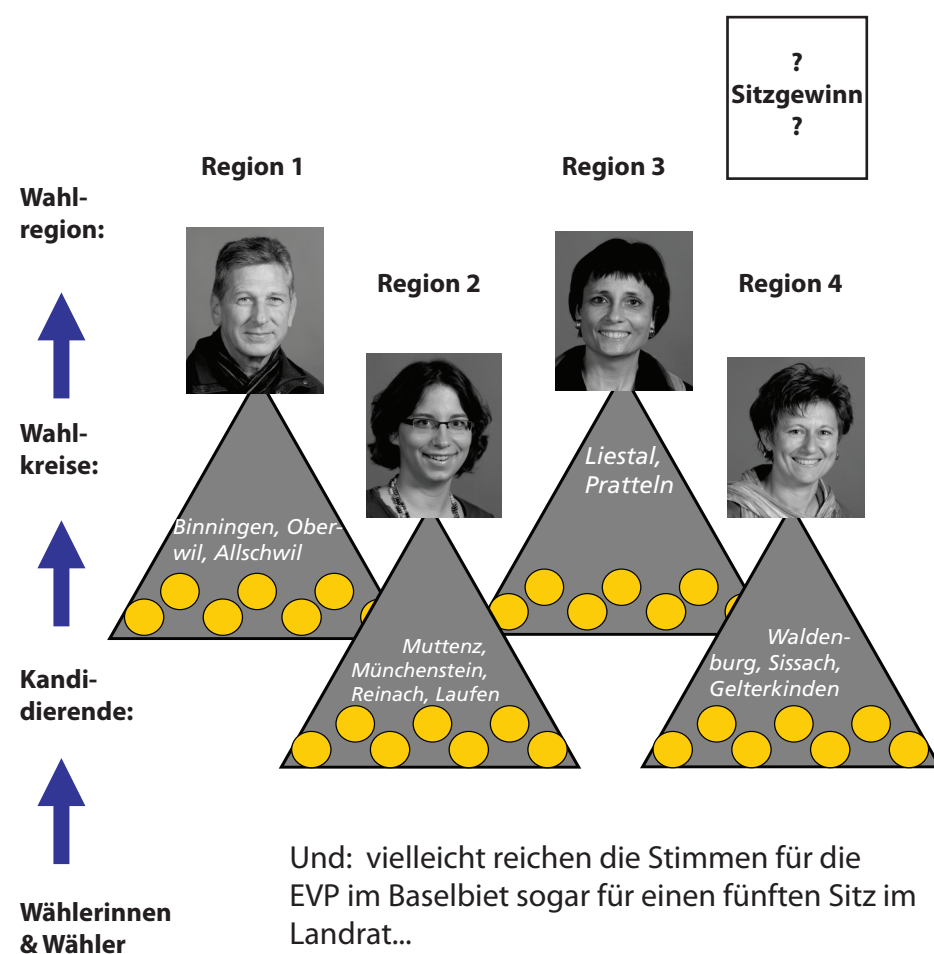 ?
Sitzgewinn
?
Region 1
Region 3
Wahl-
region:
Region 2
Region 4
Wahl-
kreise:
Liestal,
Pratteln
Binningen, Ober-
wil, Allschwil
Muttenz,
Münchenstein,
Reinach, Laufen
Walden-
burg, Sissach,
Gelterkinden
Kandi-
dierende:
Und: vielleicht reichen die Stimmen für die
EVP im Baselbiet sogar für einen fünften Sitz im
Landrat...
Wählerinnen
& Wähler